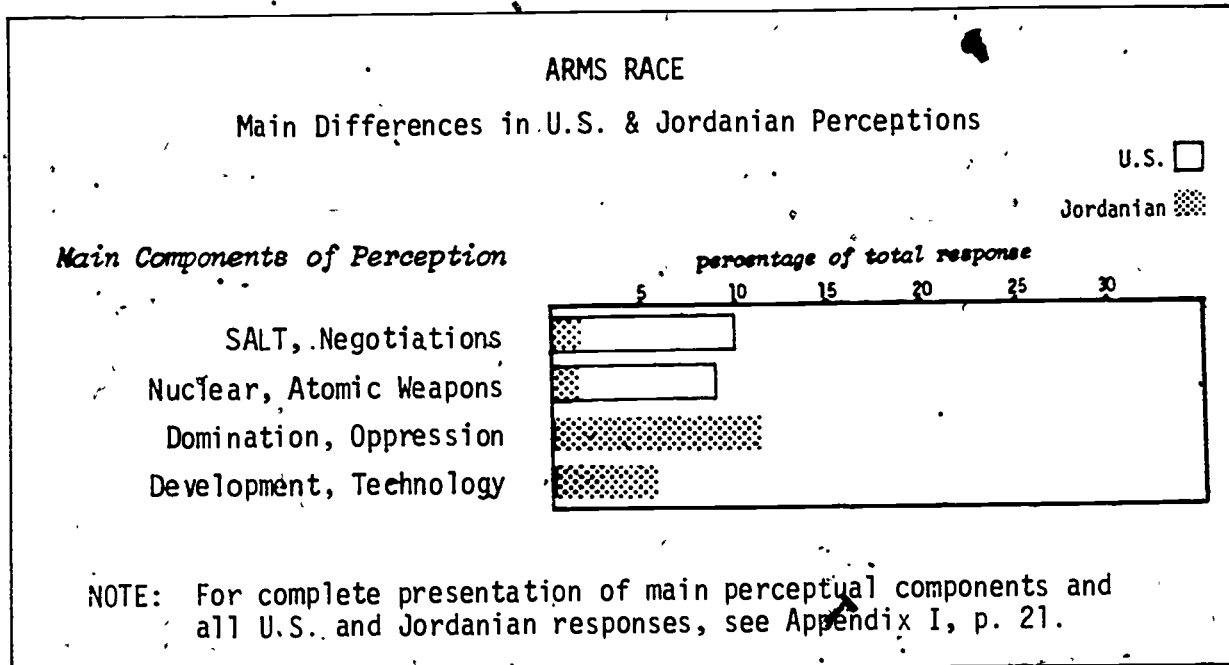 ARMS RACE
Main Differences in U.S. & Jordanian Perceptions
U.S.
Jordanian
Main Components of Perception
percentage of total response
5 10 15 20 25 30
SALT, Negotiations
Nuclear, Atomic Weapons
Domination, Oppression
Development, Technology
NOTE: For complete presentation of main perceptual components and
all U.S. and Jordanian responses, see Appendix I, p. 21.